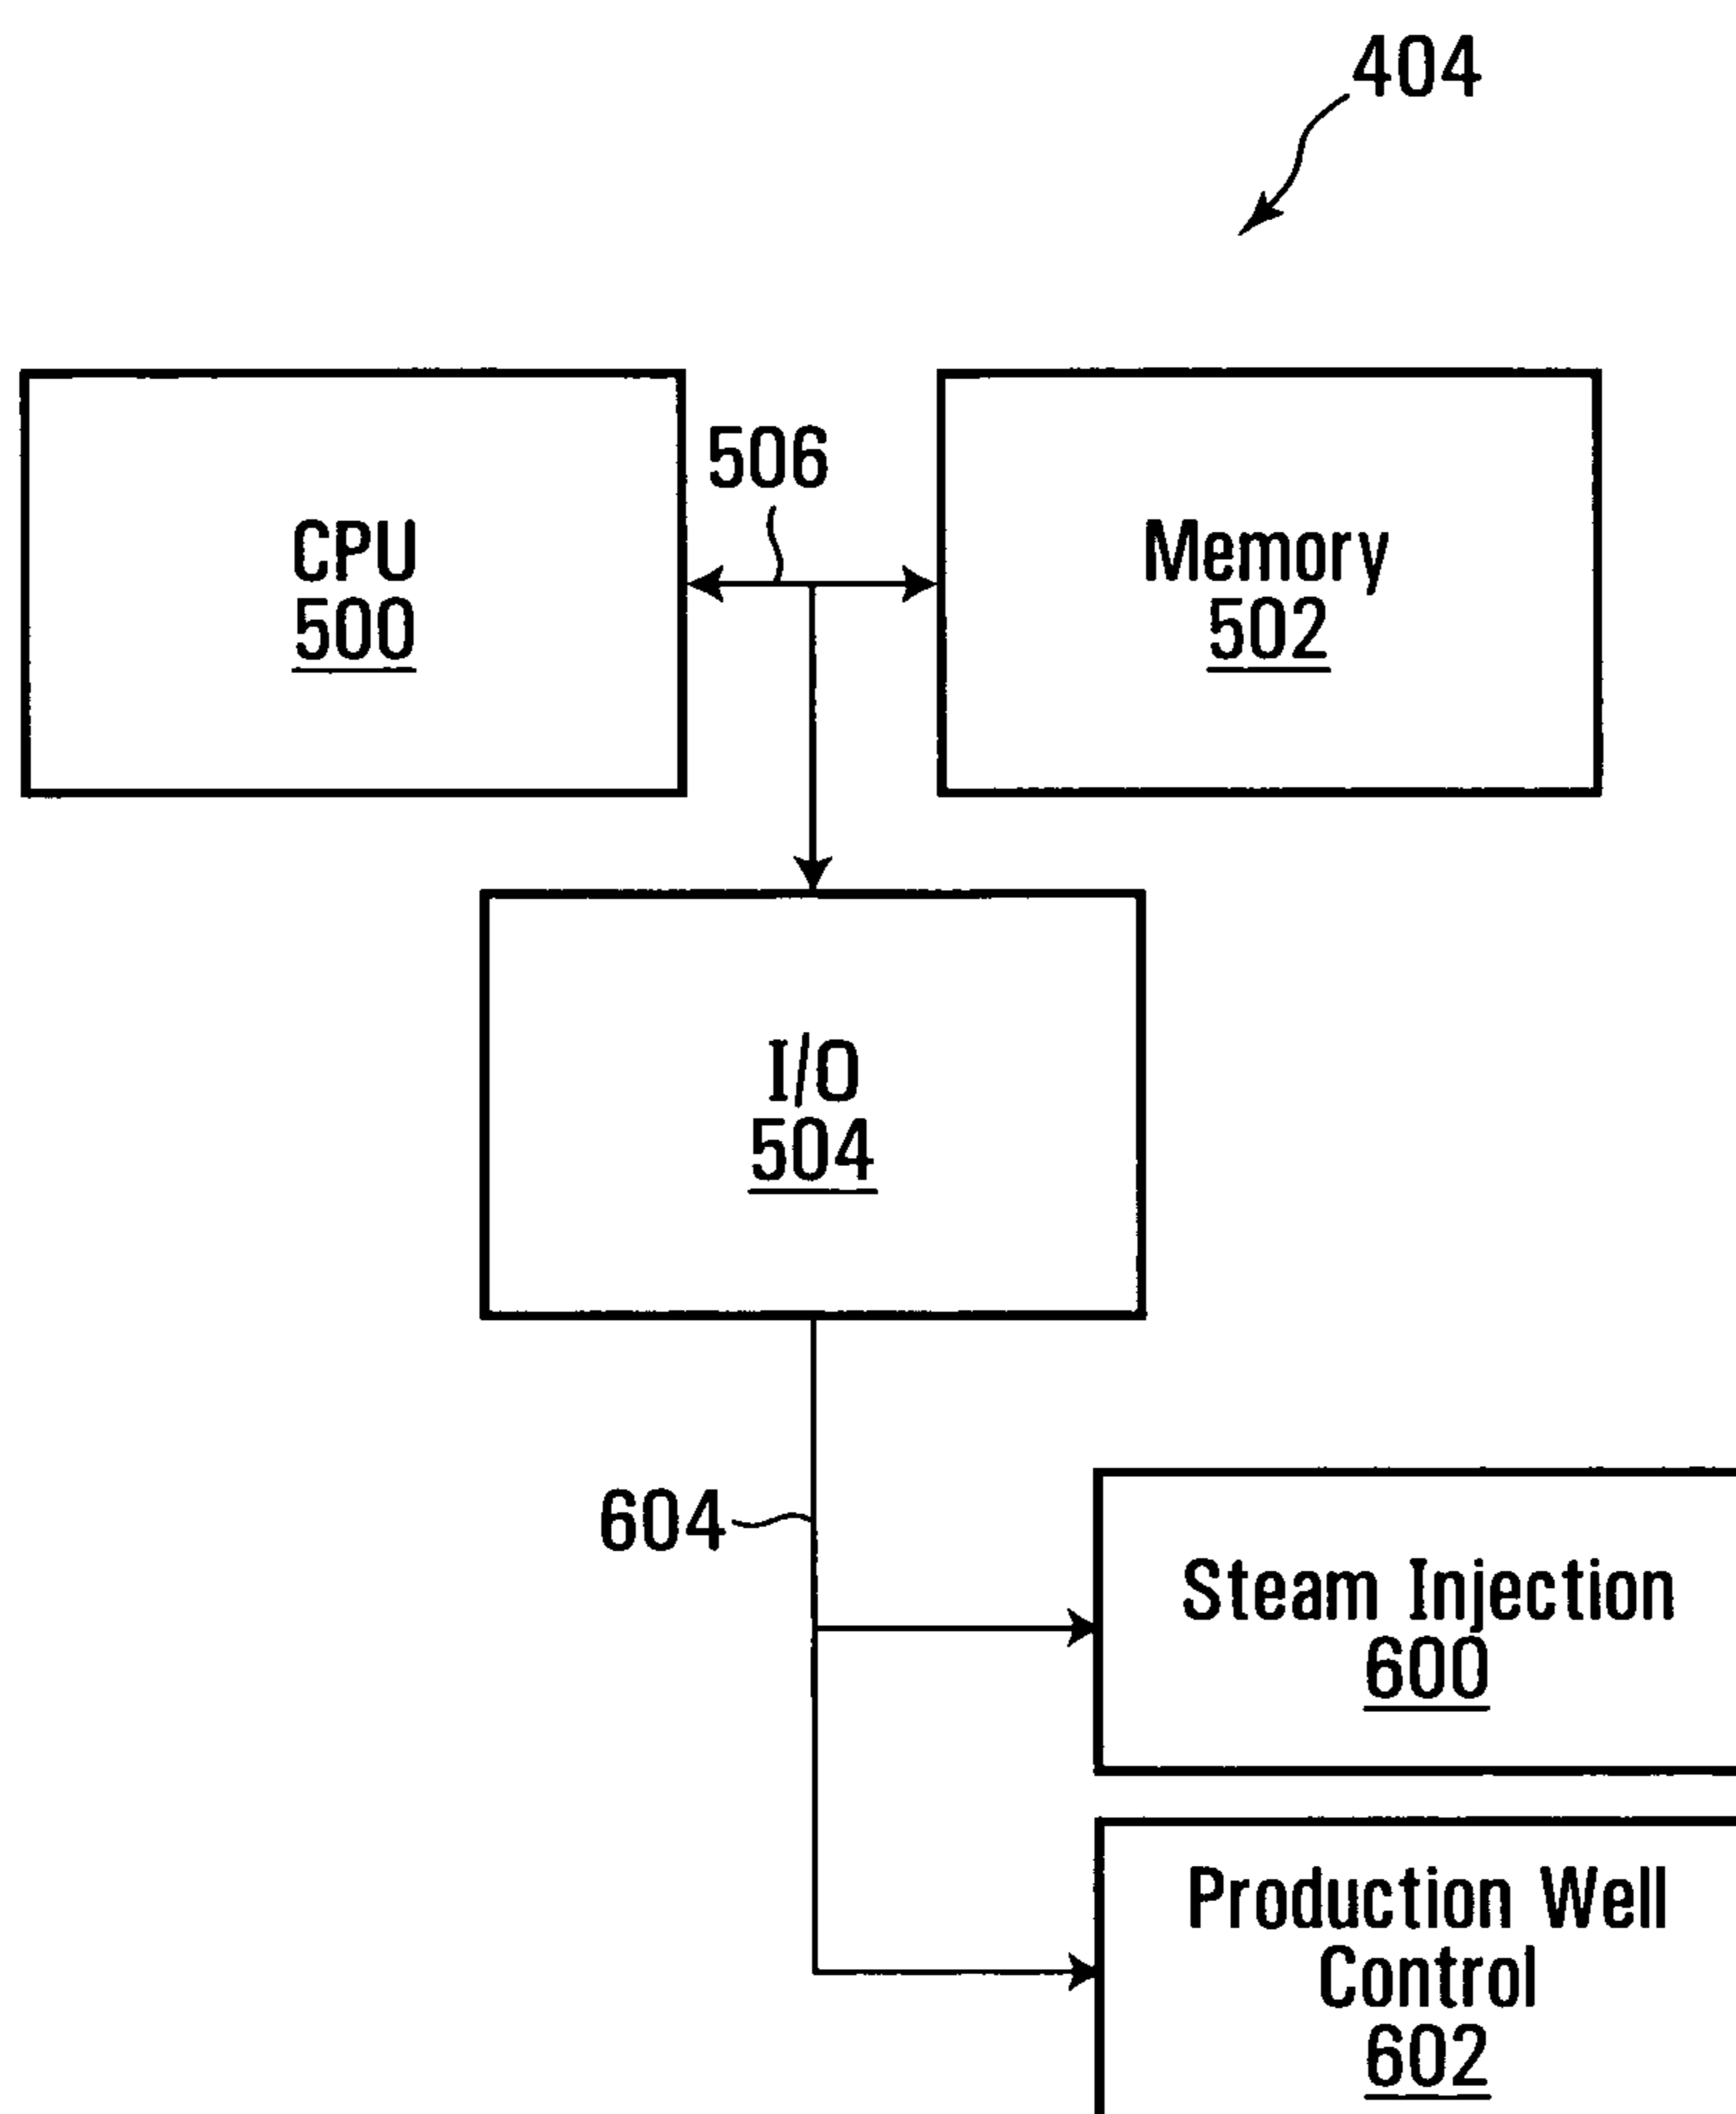 404
506
CPU
500
Memory
502
I/O
504
604
Steam Injection
600
Production Well
Control
602